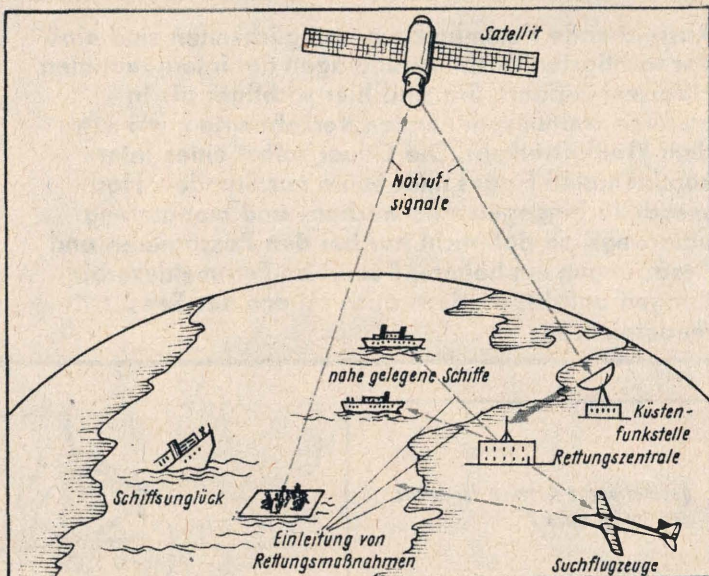 Satellit
Notruf-
signale
nahe gelegene Schiffe
Küsten-
funkstelle
Rettungszentrale
Schiffsunglück
Einleitung von
Rettungsmaßnahmen
Suchflugzeuge